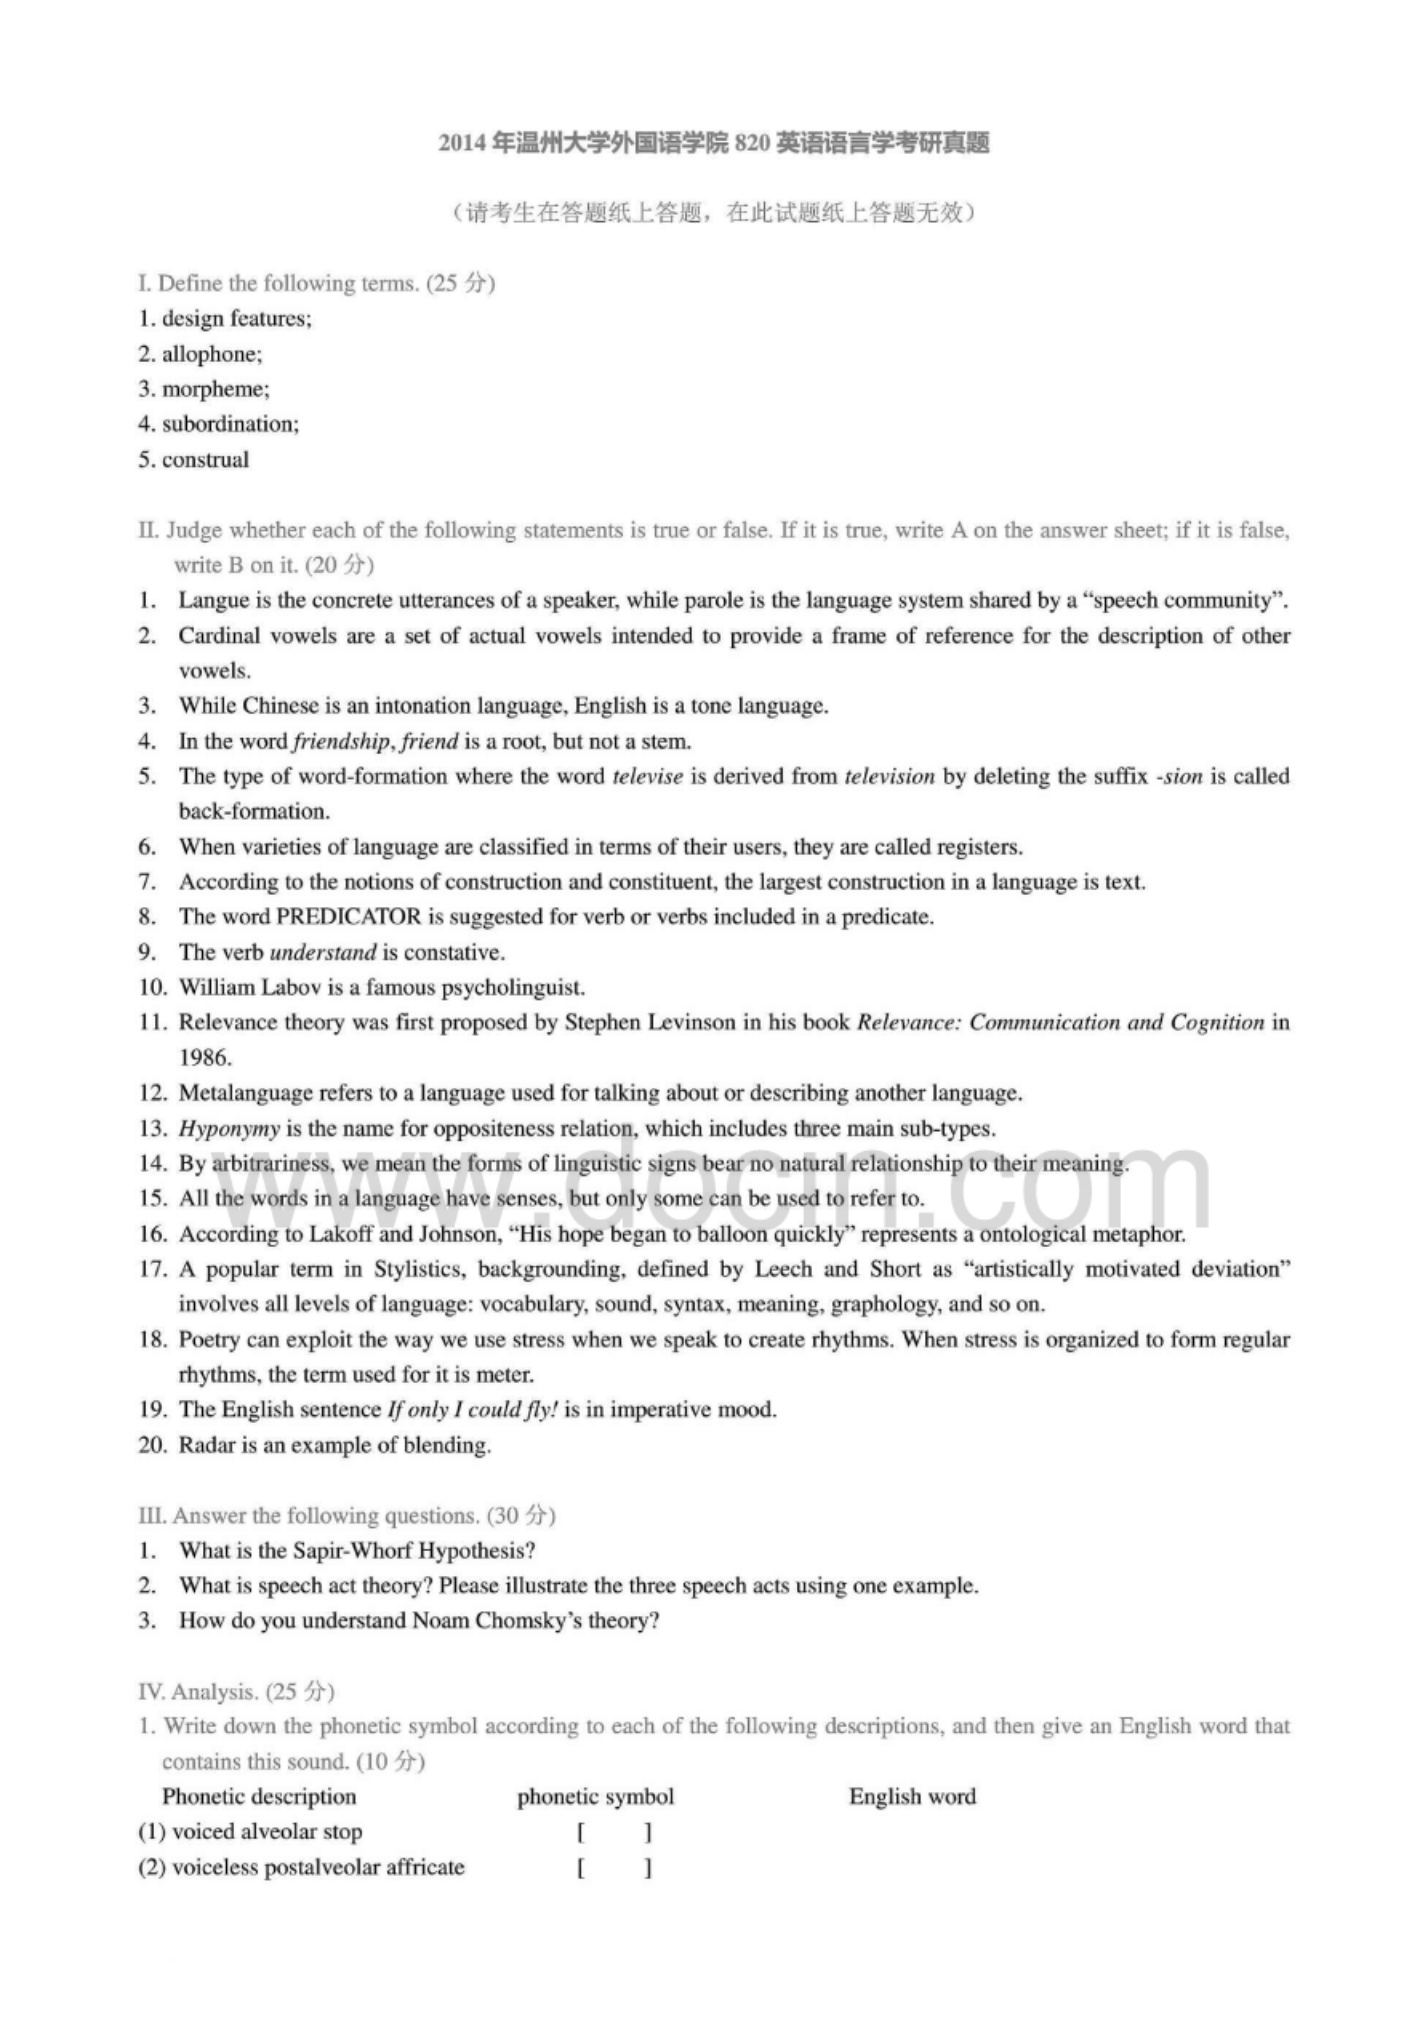 2014 年温州大学外国语学院 820 英语语言学考研真题
（请考生在答题纸上答题，在此试题纸上答题无效）
I. Define the following terms. (25 分)
1. design features;
2. allophone;
3. morpheme;
4. subordination;
5. construal
II. Judge whether each of the following statements is true or false. If it is true, write A on the answer sheet; if it is false,
write B on it. (20 分)
1. Langue is the concrete utterances of a speaker, while parole is the language system shared by a “speech community”.
2. Cardinal vowels are a set of actual vowels intended to provide a frame of reference for the description of other
vowels.
3. While Chinese is an intonation language, English is a tone language.
4. In the word friendship, friend is a root, but not a stem.
5. The type of word-formation where the word televise is derived from television by deleting the suffix -sion is called
back-formation.
6. When varieties of language are classified in terms of their users, they are called registers.
7. According to the notions of construction and constituent, the largest construction in a language is text.
8. The word PREDICATOR is suggested for verb or verbs included in a predicate.
9. The verb understand is constative.
10. William Labov is a famous psycholinguist.
11. Relevance theory was first proposed by Stephen Levinson in his book Relevance: Communication and Cognition in
1986.
12. Metalanguage refers to a language used for talking about or describing another language.
13. Hyponymy is the name for oppositeness relation, which includes three main sub-types.
14. By arbitrariness, we mean the forms of linguistic signs bear no natural relationship to their meaning.
www.docin.com
15. All the words in a language have senses, but only some can be used to refer to.
16. According to Lakoff and Johnson, “His hope began to balloon quickly” represents a ontological metaphor.
17. A popular term in Stylistics, backgrounding, defined by Leech and Short as “artistically motivated deviation”
involves all levels of language: vocabulary, sound, syntax, meaning, graphology, and so on.
18. Poetry can exploit the way we use stress when we speak to create rhythms. When stress is organized to form regular
rhythms, the term used for it is meter.
19. The English sentence If only I could fly! is in imperative mood.
20. Radar is an example of blending.
III. Answer the following questions. (30 分)
1. What is the Sapir-Whorf Hypothesis?
2. What is speech act theory? Please illustrate the three speech acts using one example.
3. How do you understand Noam Chomsky’s theory?
IV. Analysis. (25 分)
1. Write down the phonetic symbol according to each of the following descriptions, and then give an English word that
contains this sound. (10 分)
Phonetic description phonetic symbol English word
(1) voiced alveolar stop [ ]
(2) voiceless postalveolar affricate [ ]